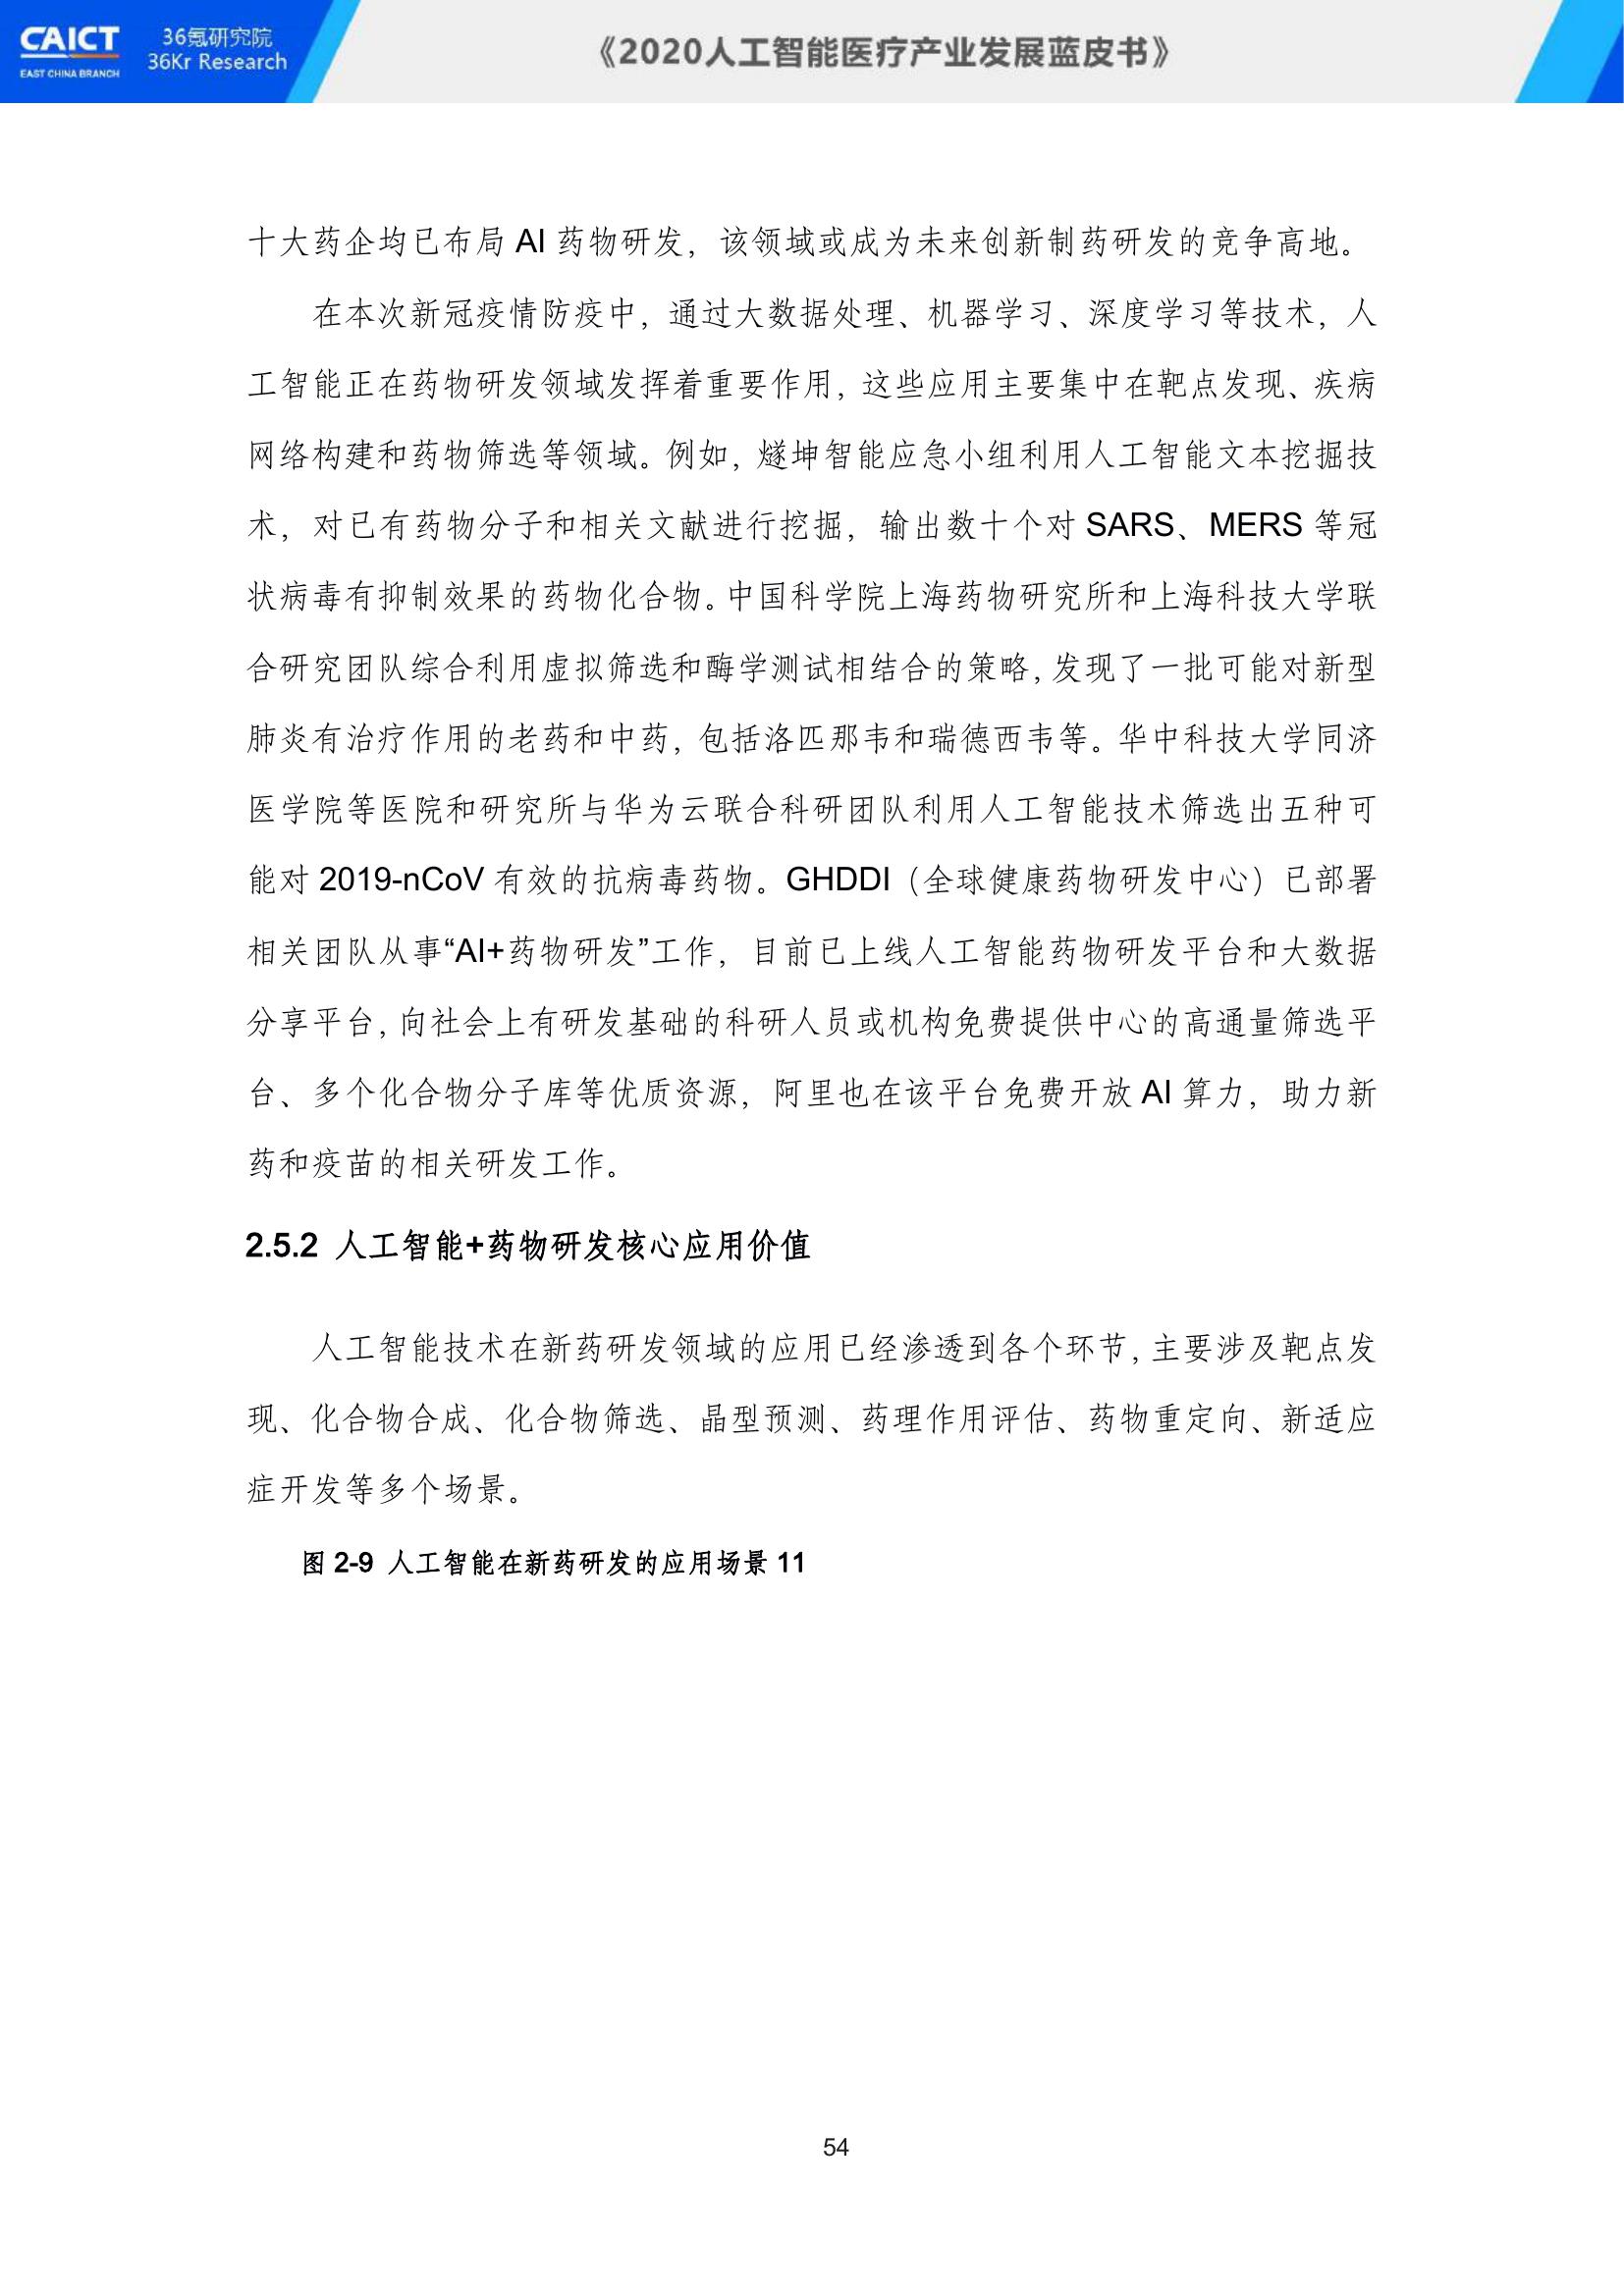 CAICT
EAST CHINA BRANCH
36氪研究院
36Kr Research
《2020人工智能医疗产业发展蓝皮书》
十大药企均已布局 AI 药物研发，该领域或成为未来创新制药研发的竞争高地。
在本次新冠疫情防疫中，通过大数据处理、机器学习、深度学习等技术，人
工智能正在药物研发领域发挥着重要作用，这些应用主要集中在靶点发现、疾病
网络构建和药物筛选等领域。例如，燧坤智能应急小组利用人工智能文本挖掘技
术，对已有药物分子和相关文献进行挖掘，输出数十个对 SARS、MERS 等冠
状病毒有抑制效果的药物化合物。中国科学院上海药物研究所和上海科技大学联
合研究团队综合利用虚拟筛选和酶学测试相结合的策略，发现了一批可能对新型
肺炎有治疗作用的老药和中药，包括洛匹那韦和瑞德西韦等。华中科技大学同济
医学院等医院和研究所与华为云联合科研团队利用人工智能技术筛选出五种可
能对 2019-nCoV 有效的抗病毒药物。GHDDI（全球健康药物研发中心）已部署
相关团队从事“AI+药物研发”工作，目前已上线人工智能药物研发平台和大数据
分享平台，向社会上有研发基础的科研人员或机构免费提供中心的高通量筛选平
台、多个化合物分子库等优质资源，阿里也在该平台免费开放 AI 算力，助力新
药和疫苗的相关研发工作。
2.5.2 人工智能+药物研发核心应用价值
人工智能技术在新药研发领域的应用已经渗透到各个环节，主要涉及靶点发
现、化合物合成、化合物筛选、晶型预测、药理作用评估、药物重定向、新适应
症开发等多个场景。
图 2-9 人工智能在新药研发的应用场景 11
54